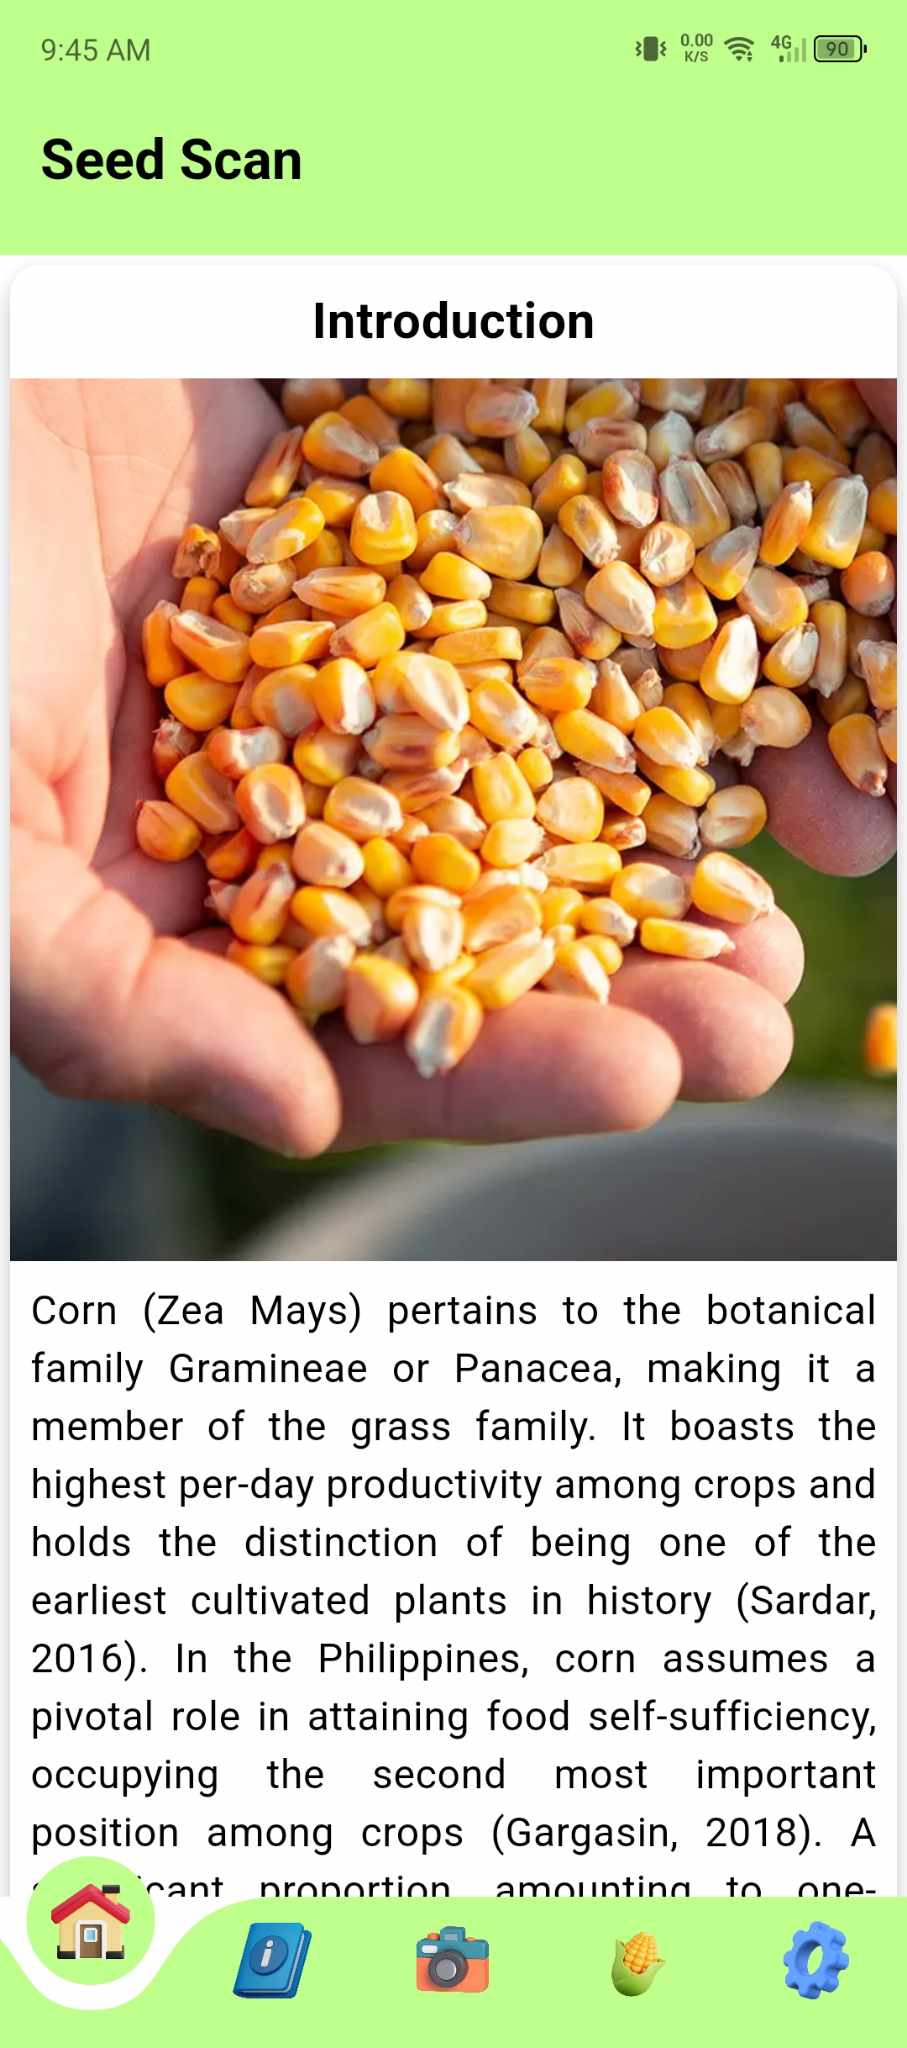 9:45 AM
0.00
K/S
4G
90
Seed Scan
Introduction
Corn (Zea Mays) pertains to the botanical
family Gramineae or Panacea, making it a
member of the grass family. It boasts the
highest per-day productivity among crops and
holds the distinction of being one of the
earliest cultivated plants in history (Sardar,
2016). In the Philippines, corn assumes a
pivotal role in attaining food self-sufficiency,
occupying the second most important
position among crops (Gargasin, 2018). A
proportion, amounting to one-